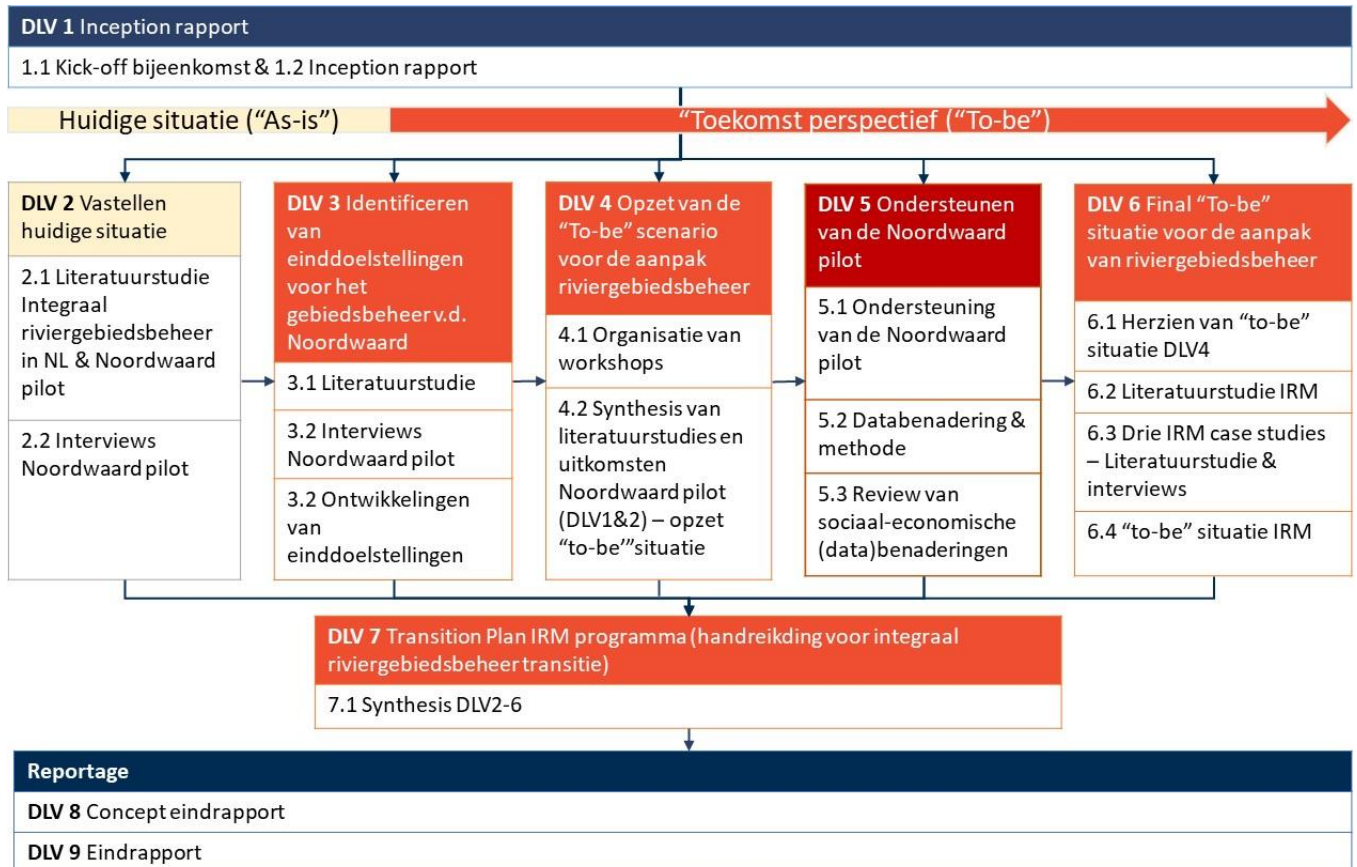 DLV 1 Inception rapport
1.1 Kick-off bijeenkomst & 1.2 Inception rapport
Huidige situatie (“As-is”)
“Toekomst perspectief (“To-be”)
DLV 2 Vastellen
huidige situatie
2.1 Literatuurstudie
Integraal
riviergebiedsbeheer
in NL & Noordwaard
pilot
2.2 Interviews
Noordwaard pilot
DLV 3 Identificeren
van
einddoelstellingen
voor het
gebiedsbeheer v.d.
Noordwaard
3.1 Literatuurstudie
3.2 Interviews
Noordwaard pilot
3.2 Ontwikkelingen
van
einddoelstellingen
DLV 4 Opzet van de
“To-be” scenario
voor de aanpak
riviergebiedsbeheer
4.1 Organisatie van
workshops
4.2 Synthesis van
literatuurstudies en
uitkomsten
Noordwaard pilot
(DLV1&2) – opzet
“to-be’”situatie
DLV 5 Ondersteunen
van de Noordwaard
pilot
5.1 Ondersteuning
van de Noordwaard
pilot
5.2 Databenadering &
methode
5.3 Review van
sociaal-economische
(data)benaderingen
DLV 6 Final “To-be”
situatie voor de aanpak
van riviergebiedsbeheer
6.1 Herzien van “to-be”
situatie DLV4
6.2 Literatuurstudie IRM
6.3 Drie IRM case studies
– Literatuurstudie &
interviews
6.4 “to-be” situatie IRM
DLV 7 Transition Plan IRM programma (handreikding voor integraal
riviergebiedsbeheer transitie)
7.1 Synthesis DLV2-6
Reportage
DLV 8 Concept eindrapport
DLV 9 Eindrapport